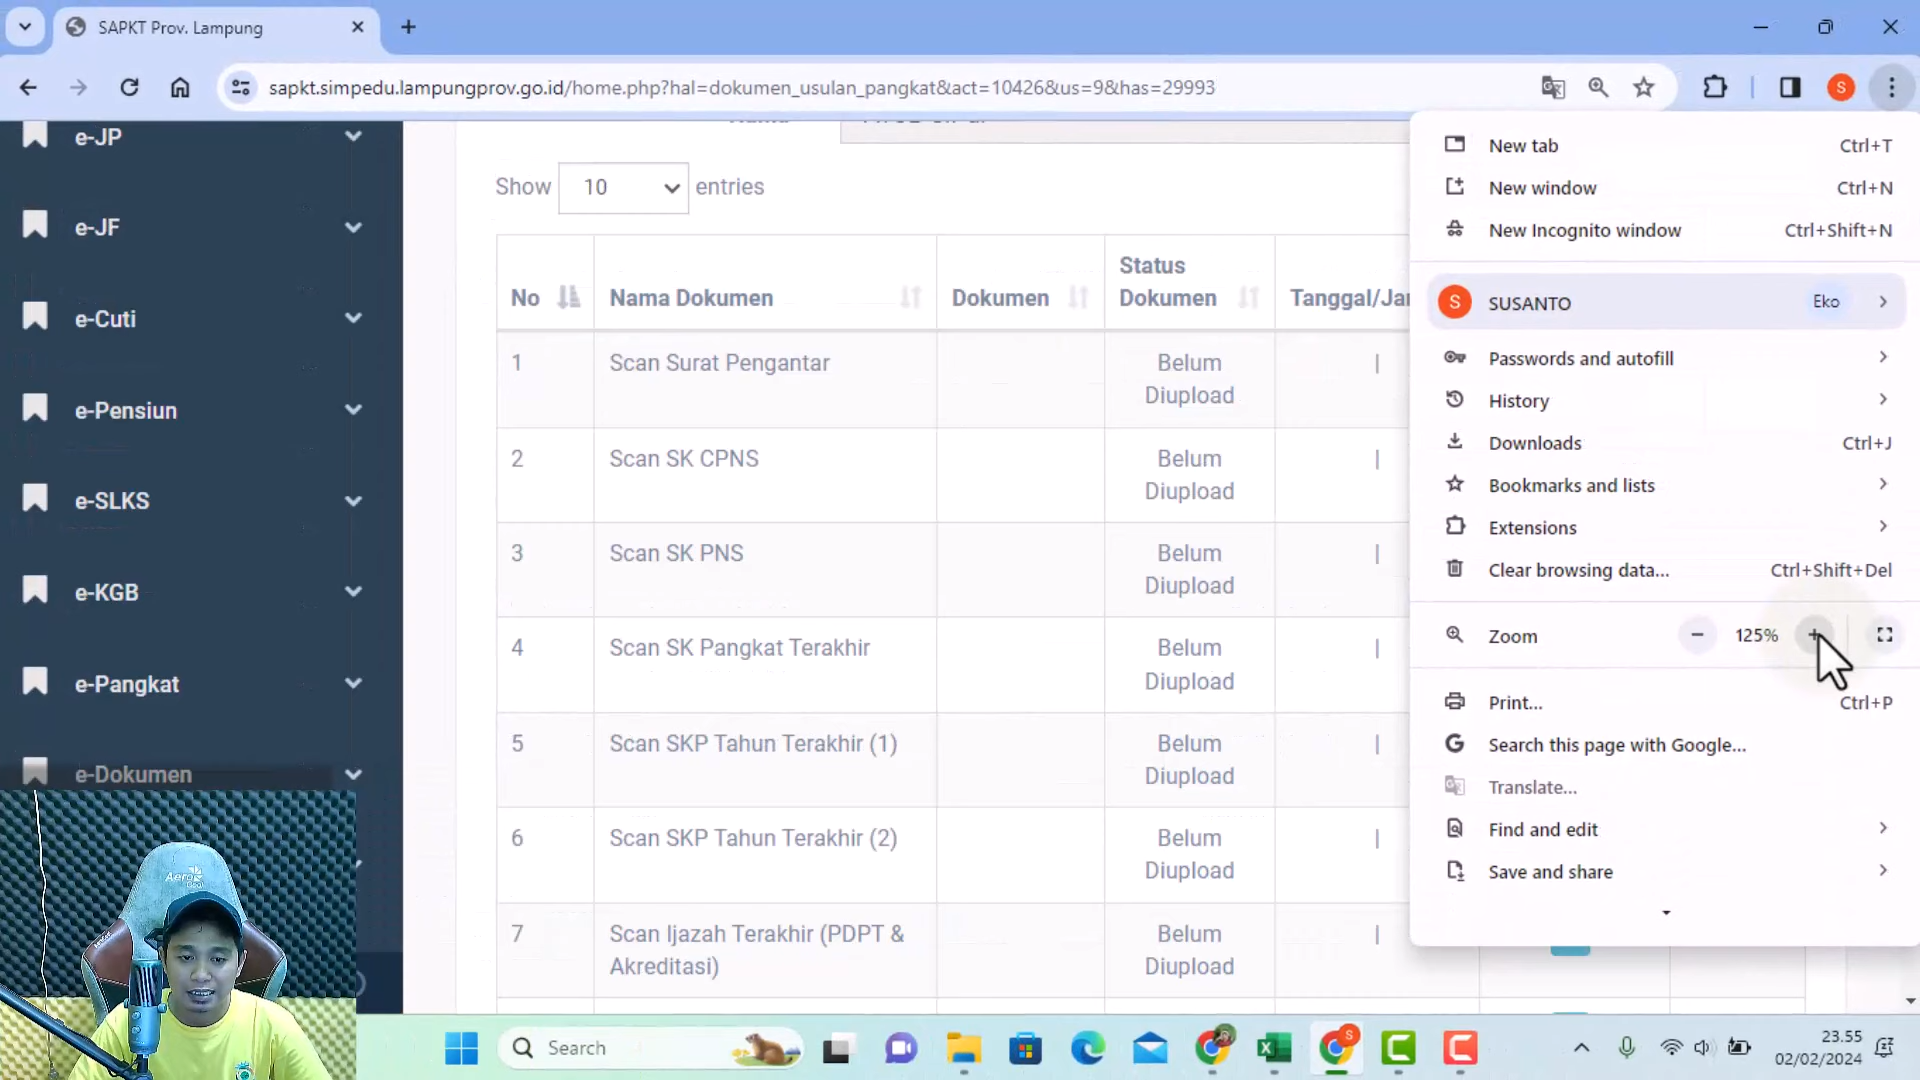 SAPKT Prov. Lampung
sapkt.simpedu.lampungprov.go.id/home.php?hal=dokumen_usulan_pangkat&act=10426&us=9&has=29993
S
e-JP
e-JF
e-Cuti
e-Pensiun
e-SLKS
e-KGB
e-Pangkat
e-Dokumen
Show 10 entries
No Nama Dokumen Dokumen Status Dokumen Tanggal/Jan
1 Scan Surat Pengantar Belum Diupload |
2 Scan SK CPNS Belum Diupload |
3 Scan SK PNS Belum Diupload |
4 Scan SK Pangkat Terakhir Belum Diupload |
5 Scan SKP Tahun Terakhir (1) Belum Diupload |
6 Scan SKP Tahun Terakhir (2) Belum Diupload |
7 Scan Ijazah Terakhir (PDPT & Akreditasi) Belum Diupload |
New tab Ctrl+T
New window Ctrl+N
New Incognito window Ctrl+Shift+N
S SUSANTO Eko
Passwords and autofill
History
Downloads Ctrl+J
Bookmarks and lists
Extensions
Clear browsing data... Ctrl+Shift+Del
Zoom − 125% +
Print... Ctrl+P
Search this page with Google...
Translate...
Find and edit
Save and share
Search
23.55
02/02/2024